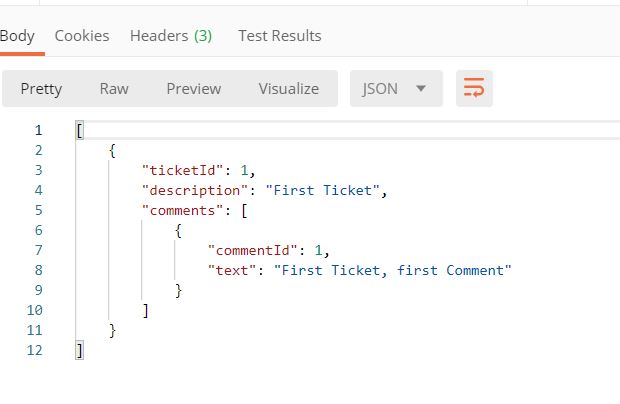 Body Cookies Headers (3) Test Results
Pretty Raw Preview Visualize JSON
1 [
2 {
3 "ticketId": 1,
4 "description": "First Ticket",
5 "comments": [
6 {
7 "commentId": 1,
8 "text": "First Ticket, first Comment"
9 }
10 ]
11 }
12 ]